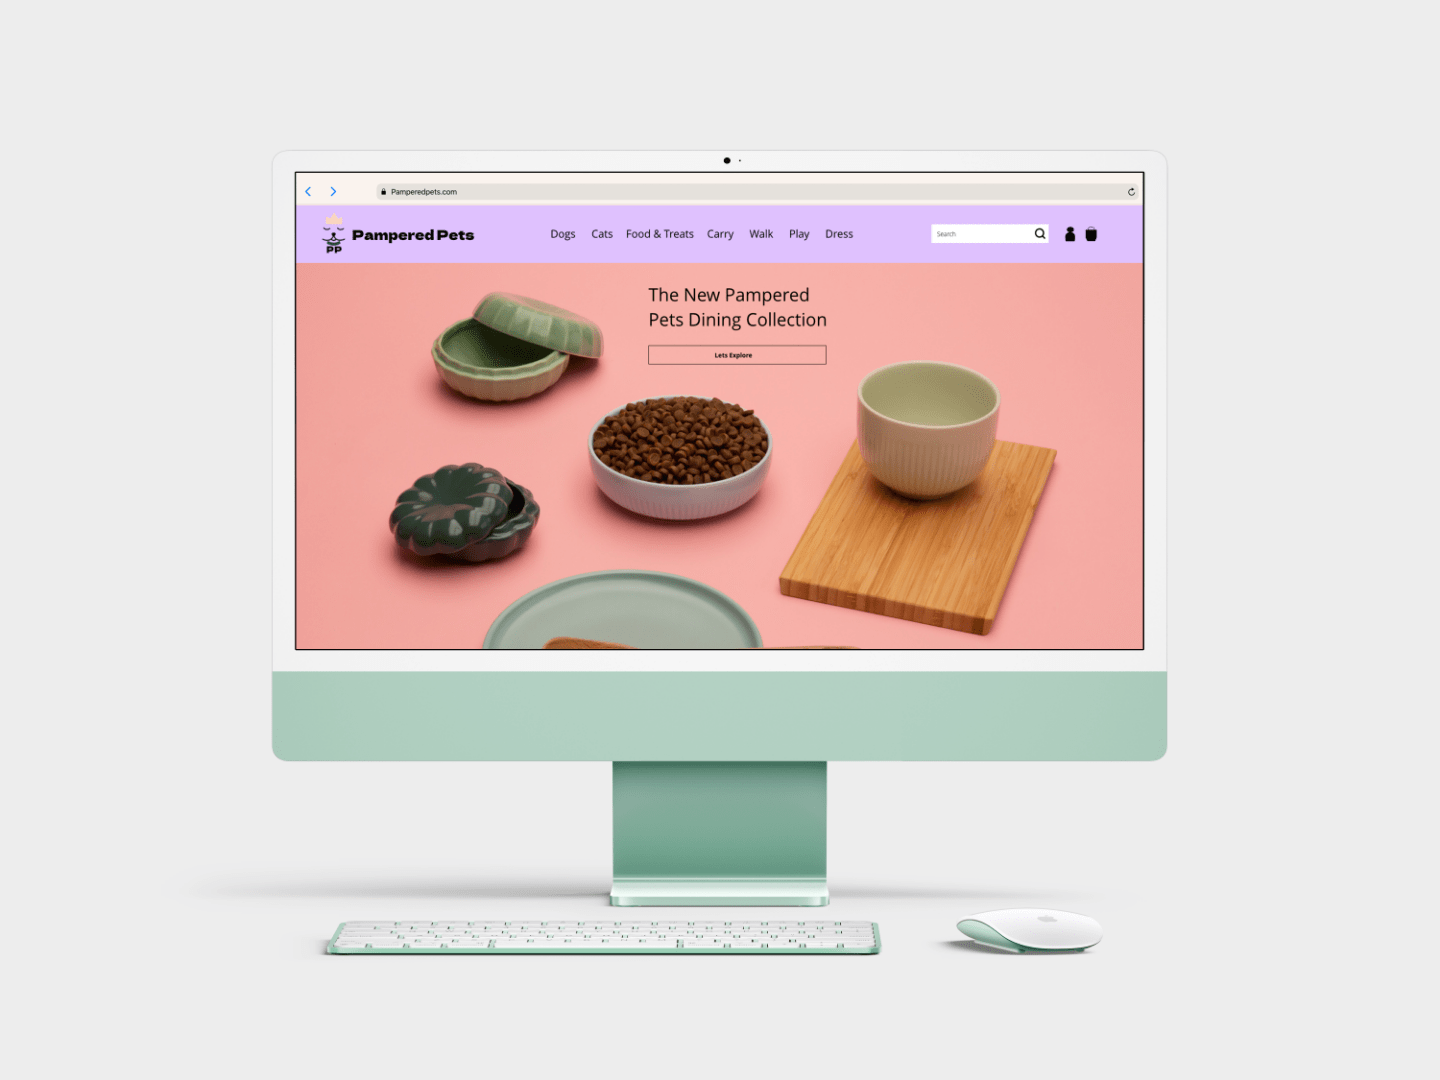 Pamperedpets.com
PP
Pampered Pets
Dogs Cats Food & Treats Carry Walk Play Dress
Search
The New Pampered
Pets Dining Collection
Lets Explore